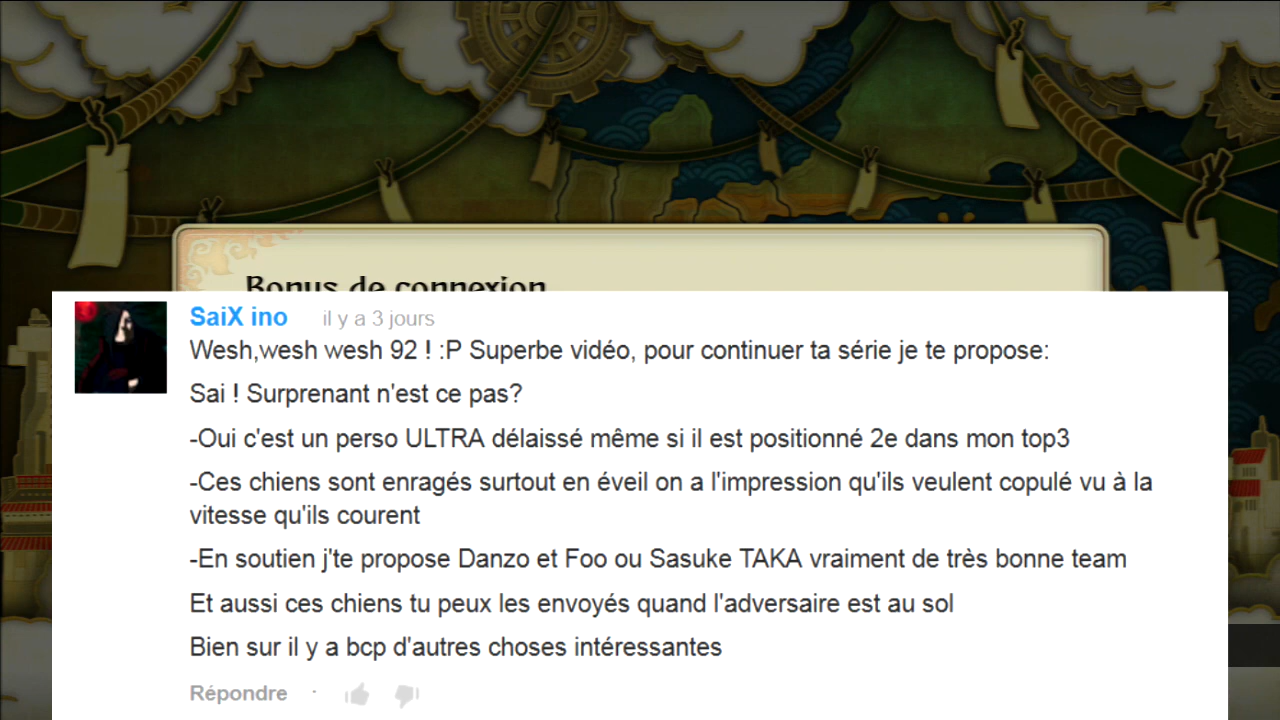 Bonus de connexion
SaiX ino il y a 3 jours
Wesh,wesh wesh 92 ! :P Superbe vidéo, pour continuer ta série je te propose:
Sai ! Surprenant n'est ce pas?
-Oui c'est un perso ULTRA délaissé même si il est positionné 2e dans mon top3
-Ces chiens sont enragés surtout en éveil on a l'impression qu'ils veulent copulé vu à la
vitesse qu'ils courent
-En soutien j'te propose Danzo et Foo ou Sasuke TAKA vraiment de très bonne team
Et aussi ces chiens tu peux les envoyés quand l'adversaire est au sol
Bien sur il y a bcp d'autres choses intéressantes
Répondre ·